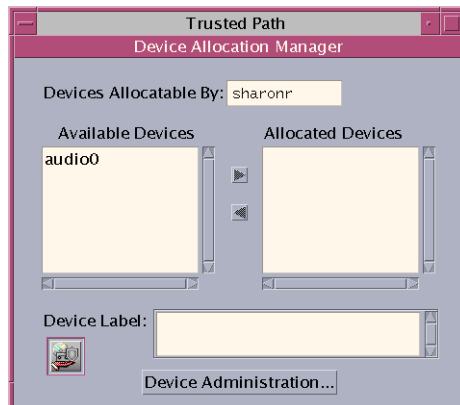 Trusted Path
Device Allocation Manager
Devices Allocatable By: sharonr
Available Devices
Allocated Devices
audio0
Device Label:
Device Administration...